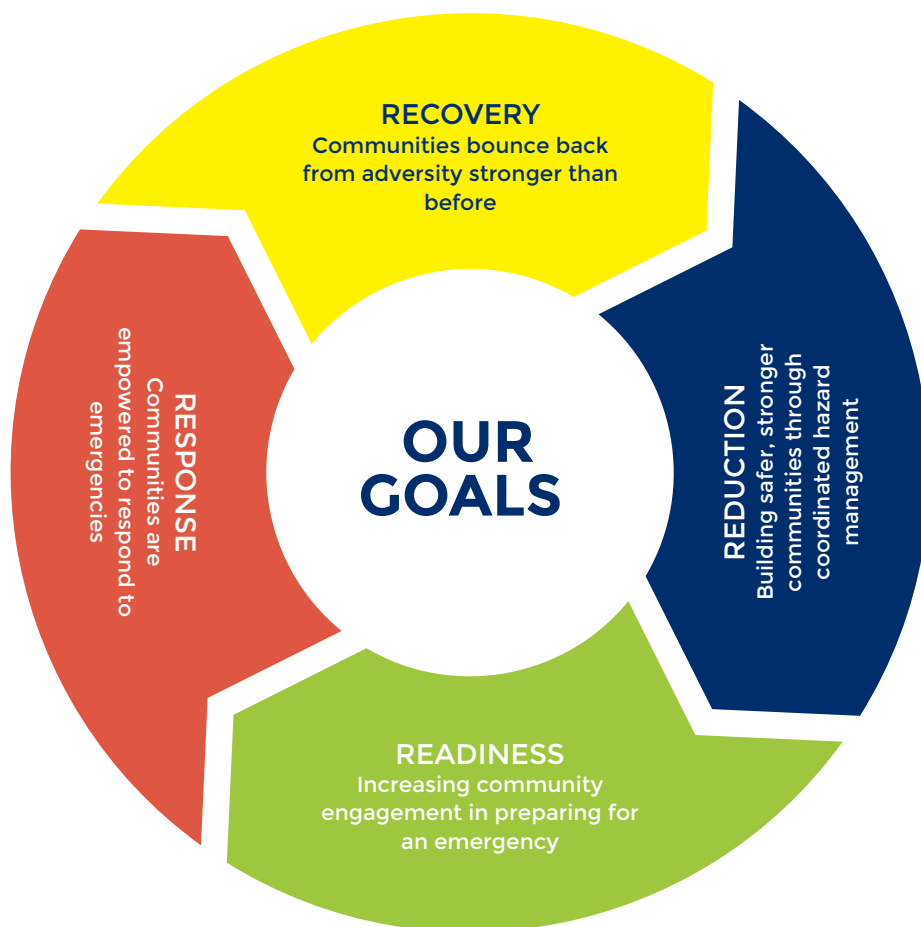 RECOVERY
Communities bounce back
from adversity stronger than
before
REDUCTION
Building safer, stronger
communities through
coordinated hazard
management
READINESS
Increasing community
engagement in preparing for
an emergency
RESPONSE
Communities are
empowered to respond to
emergencies
OUR
GOALS